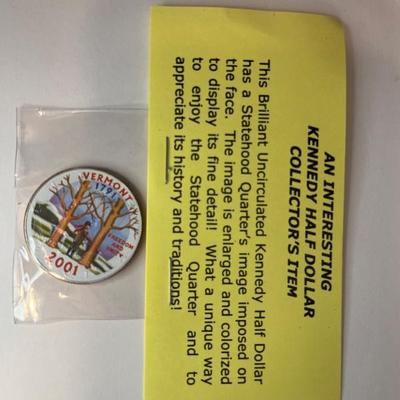 AN INTERESTING
KENNEDY HALF DOLLAR
COLLECTOR'S ITEM
This Brilliant Uncirculated Kennedy Half Dollar
has a Statehood Quarter's image imposed on
the face. The image is enlarged and colorized
to display its fine detail! What a unique way
to enjoy the Statehood Quarter and to
appreciate its history and traditions!
VERMONT
1791
FREEDOM
AND
UNITY
2001